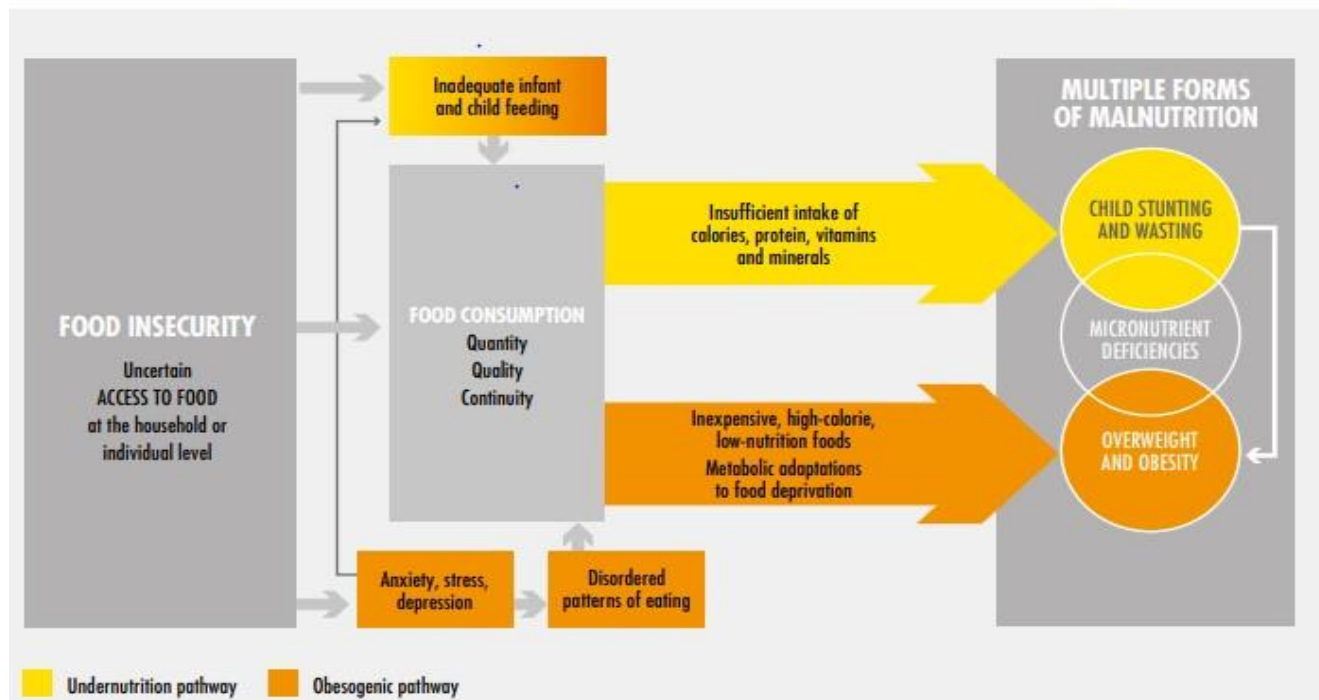 Inadequate infant
and child feeding
MULTIPLE FORMS
OF MALNUTRITION
FOOD INSECURITY
Uncertain
ACCESS TO FOOD
at the household or
individual level
FOOD CONSUMPTION
Quantity
Quality
Continuity
Insufficient intake of
calories, protein, vitamins
and minerals
CHILD STUNTING
AND WASTING
MICRONUTRIENT
DEFICIENCIES
Inexpensive, high-calorie,
low-nutrition foods
Metabolic adaptations
to food deprivation
OVERWEIGHT
AND OBESITY
Anxiety, stress,
depression
Disordered
patterns of eating
Undernutrition pathway
Obesogenic pathway